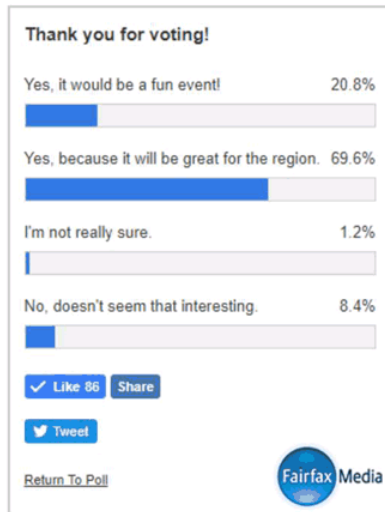 Thank you for voting!
Yes, it would be a fun event! 20.8%
Yes, because it will be great for the region. 69.6%
I'm not really sure. 1.2%
No, doesn't seem that interesting. 8.4%
Like 86 Share
Tweet
Return To Poll
Fairfax Media